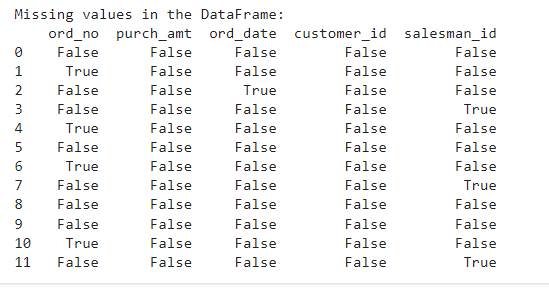 Missing values in the DataFrame:
    ord_no  purch_amt  ord_date  customer_id  salesman_id
0    False      False     False        False        False
1     True      False     False        False        False
2    False      False      True        False        False
3    False      False     False        False         True
4     True      False     False        False        False
5    False      False     False        False        False
6     True      False     False        False        False
7    False      False     False        False         True
8    False      False     False        False        False
9    False      False     False        False        False
10    True      False     False        False        False
11   False      False     False        False         True